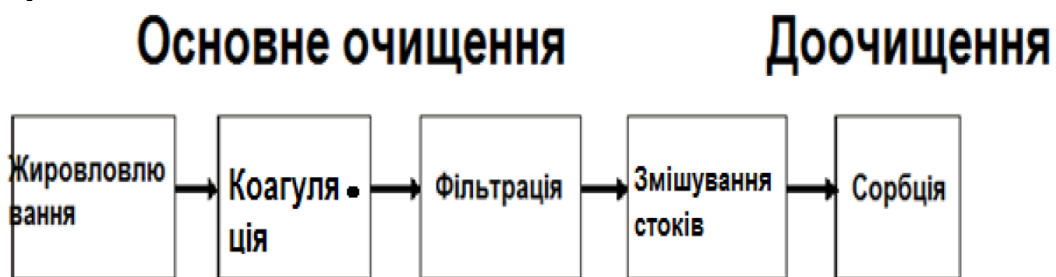 Основне очищення Доочищення
Жировловлю
вання
Коагуля
ція
Фільтрація
Змішування
стоків
Сорбція